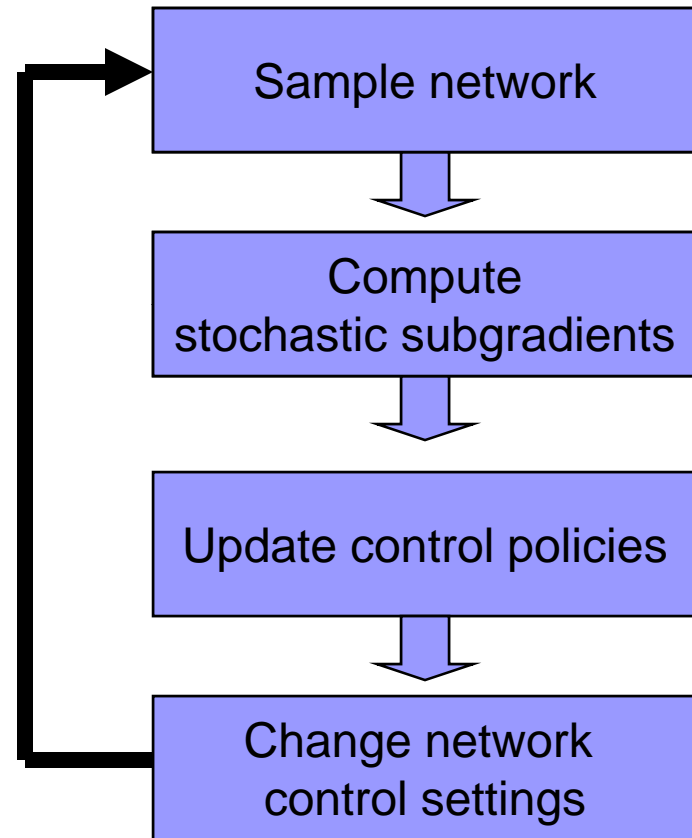 Sample network
Compute
stochastic subgradients
Update control policies
Change network
control settings